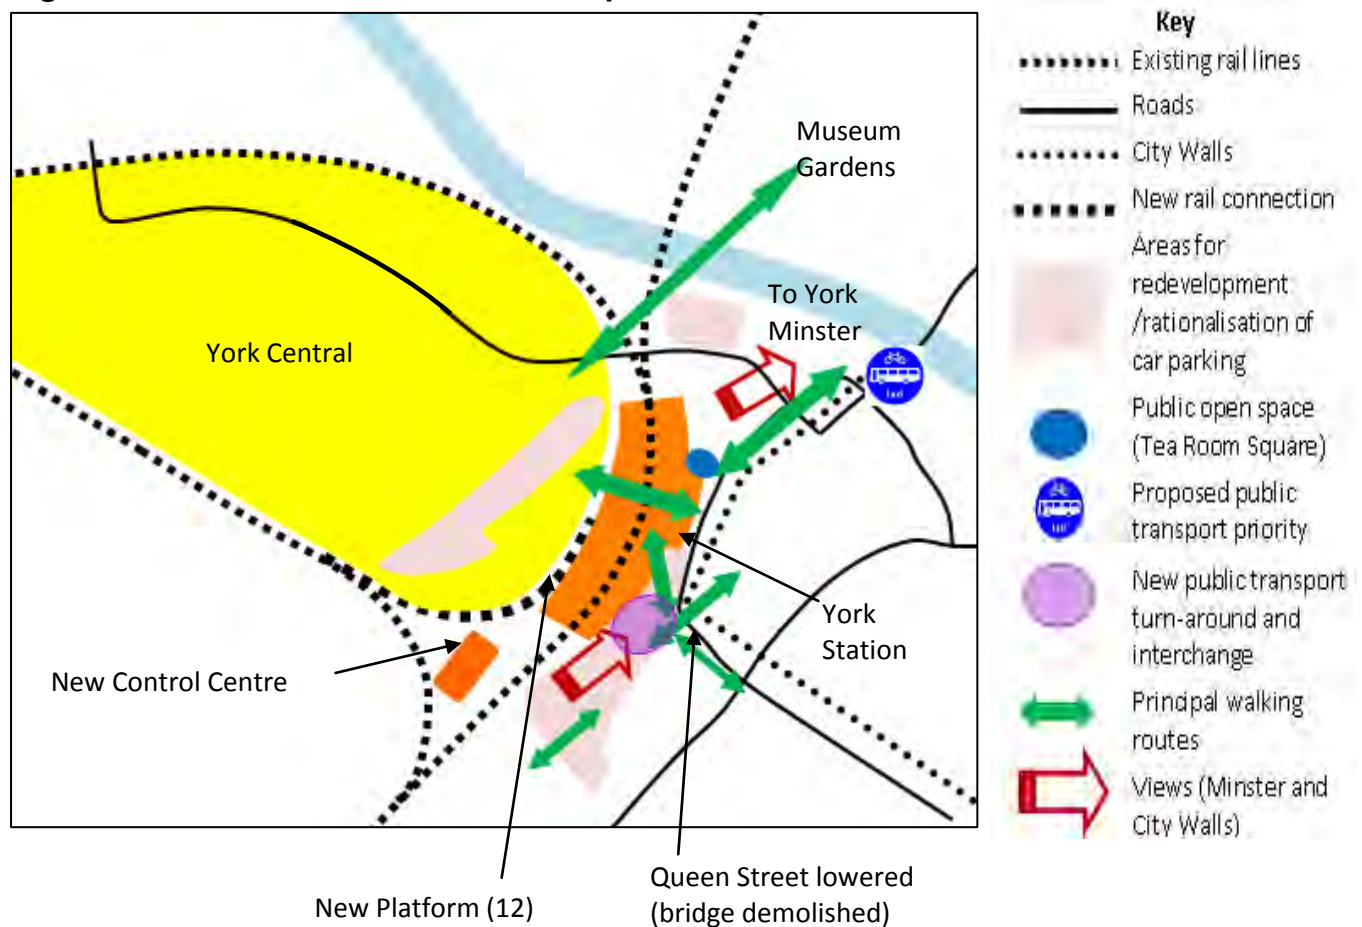 Museum
Gardens
To York
Minster
York Central
York
Station
New Control Centre
New Platform (12)
Queen Street lowered
(bridge demolished)
Key
Existing rail lines
Roads
City Walls
New rail connection
Areas for
redevelopment
/rationalisation of
car parking
Public open space
(Tea Room Square)
Proposed public
transport priority
New public transport
turn-around and
interchange
Principal walking
routes
Views (Minster and
City Walls)